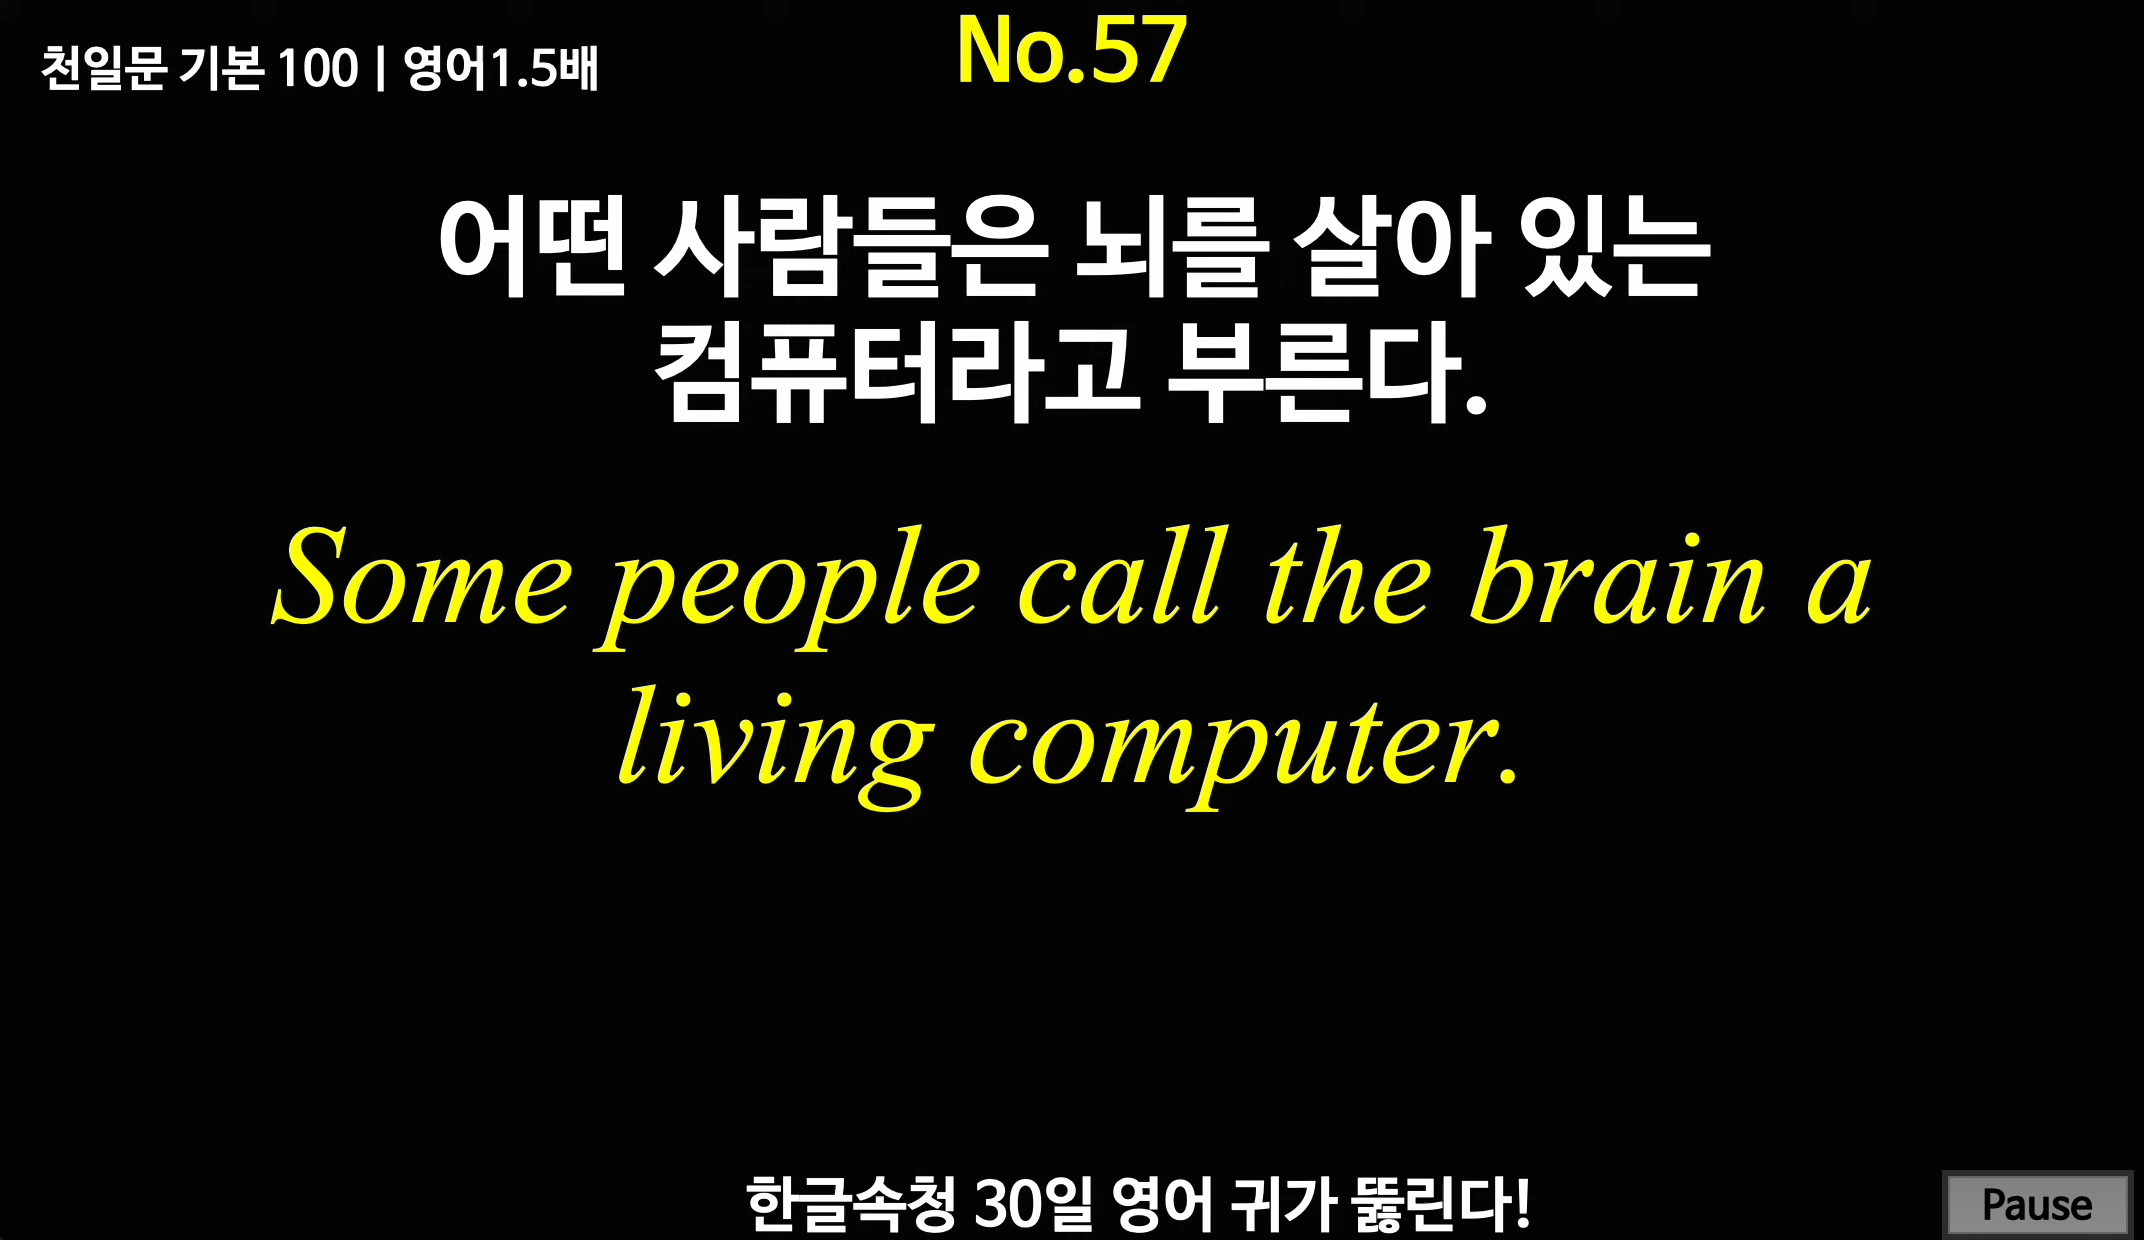 천일문 기본 100 | 영어1.5배
No.57
어떤 사람들은 뇌를 살아 있는
컴퓨터라고 부른다.
Some people call the brain a
living computer.
한글속청 30일 영어 귀가 뚫린다!
Pause